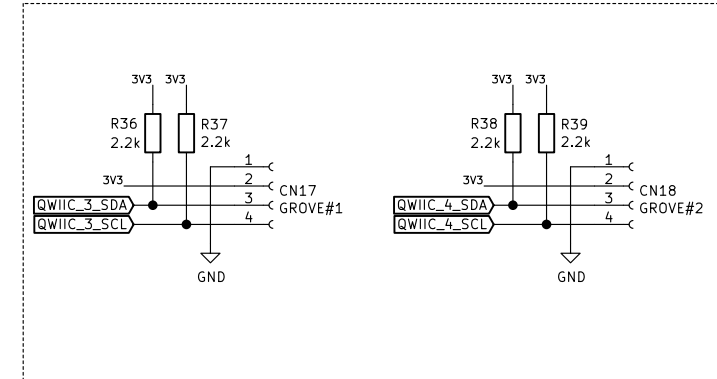 3V3 3V3
R36 R37
2.2k 2.2k
1
3V3 2 CN17
QWIIC_3_SDA 3 GROVE#1
QWIIC_3_SCL 4
GND
3V3 3V3
R38 R39
2.2k 2.2k
1
3V3 2 CN18
QWIIC_4_SDA 3 GROVE#2
QWIIC_4_SCL 4
GND